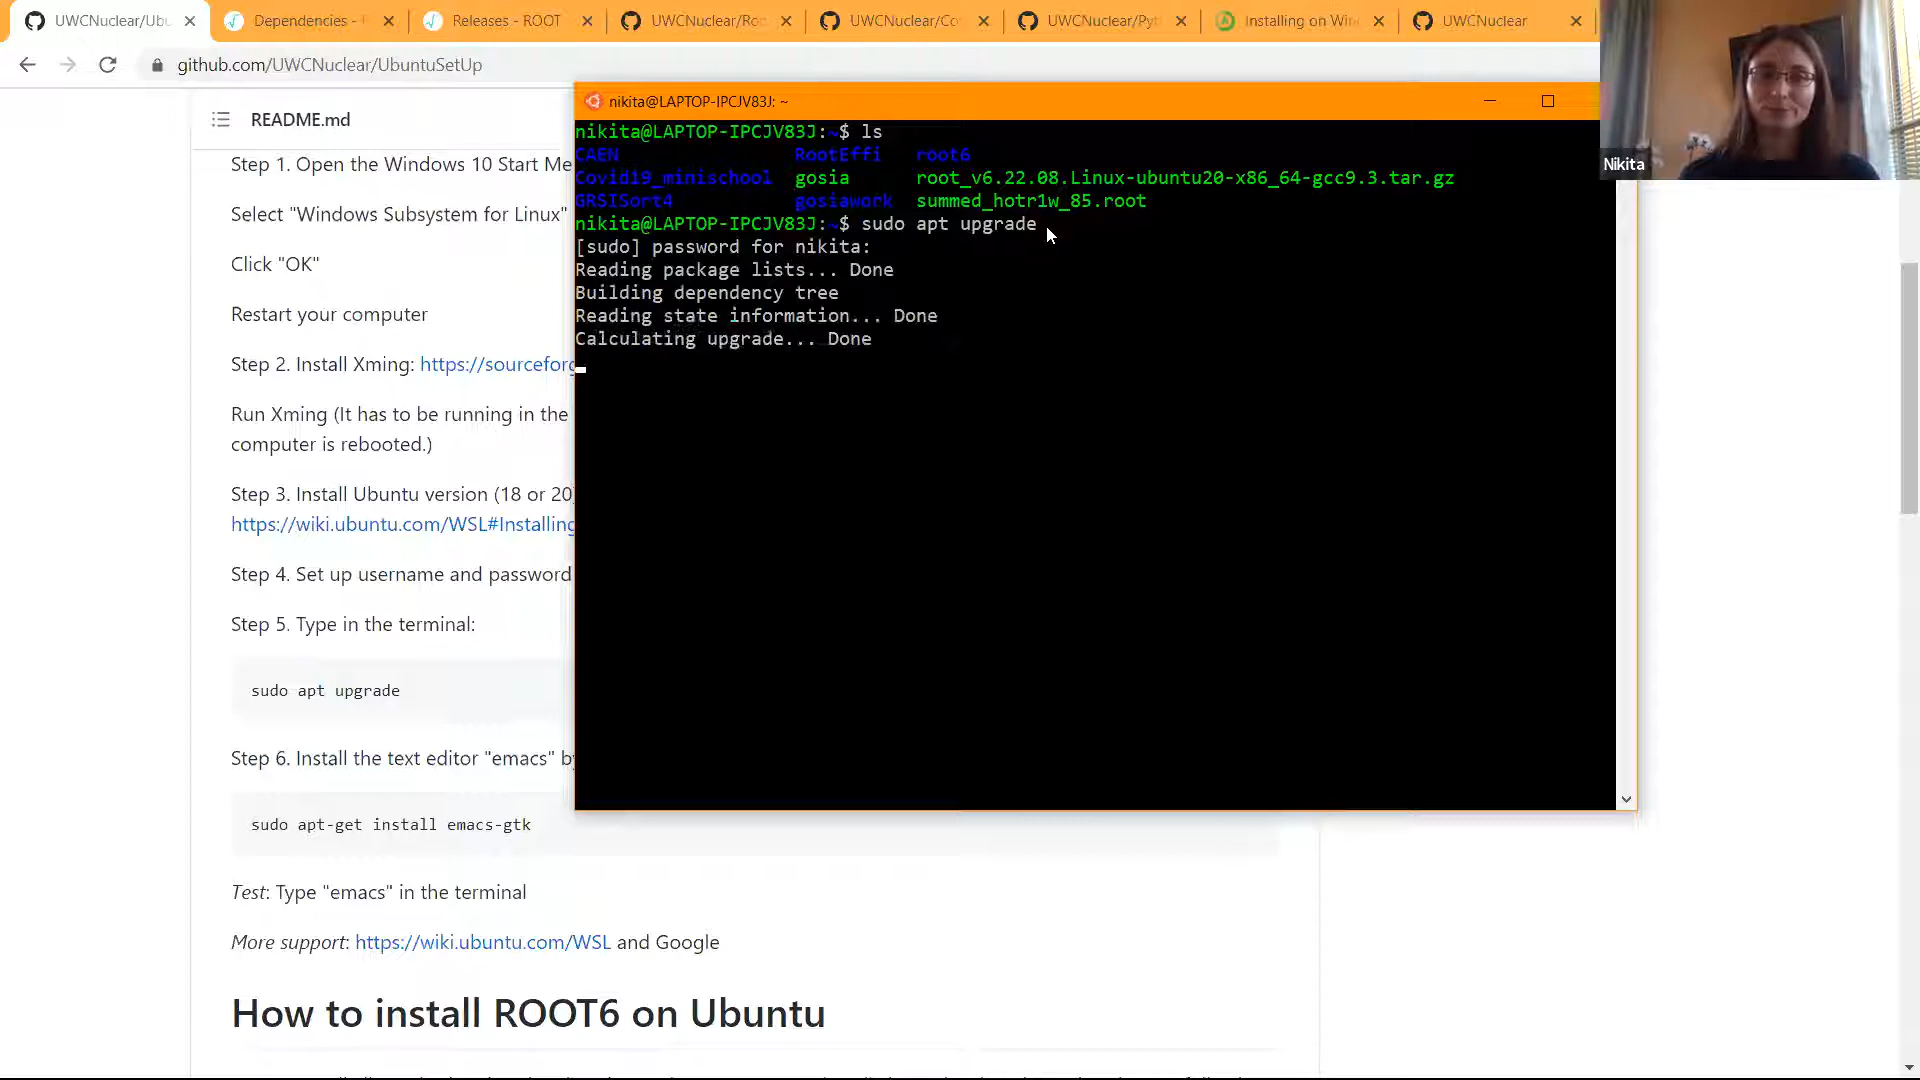 UWCNuclear/Ubu
Dependencies -
Releases - ROOT
UWCNuclear/Roo
UWCNuclear/Co
UWCNuclear/Pyt
Installing on Win
UWCNuclear
github.com/UWCNuclear/UbuntuSetUp
README.md
Step 1. Open the Windows 10 Start Me
Select "Windows Subsystem for Linux"
Click "OK"
Restart your computer
Step 2. Install Xming: https://sourceforg
Run Xming (It has to be running in the
computer is rebooted.)
Step 3. Install Ubuntu version (18 or 20)
https://wiki.ubuntu.com/WSL#Installing
Step 4. Set up username and password
Step 5. Type in the terminal:
sudo apt upgrade
Step 6. Install the text editor "emacs" by
sudo apt-get install emacs-gtk
Test: Type "emacs" in the terminal
More support: https://wiki.ubuntu.com/WSL and Google
How to install ROOT6 on Ubuntu
nikita@LAPTOP-IPCJV83J: ~
nikita@LAPTOP-IPCJV83J:~$ ls
CAEN RootEffi root6
Covid19_minischool gosia root_v6.22.08.Linux-ubuntu20-x86_64-gcc9.3.tar.gz
GRSISort4 gosiawork summed_hotr1w_85.root
nikita@LAPTOP-IPCJV83J:~$ sudo apt upgrade
[sudo] password for nikita:
Reading package lists... Done
Building dependency tree
Reading state information... Done
Calculating upgrade... Done
Nikita